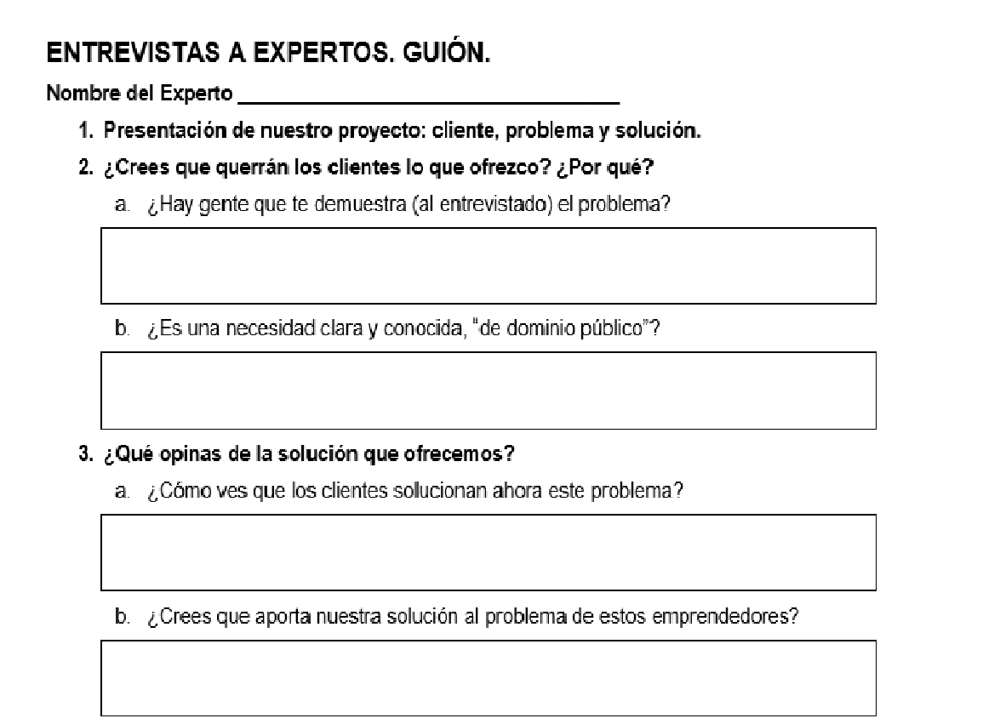 ENTREVISTAS A EXPERTOS. GUIÓN.
Nombre del Experto ___________________________________
1. Presentación de nuestro proyecto: cliente, problema y solución.
2. ¿Crees que querrán los clientes lo que ofrezco? ¿Por qué?
a. ¿Hay gente que te demuestra (al entrevistado) el problema?
b. ¿Es una necesidad clara y conocida, “de dominio público”?
3. ¿Qué opinas de la solución que ofrecemos?
a. ¿Cómo ves que los clientes solucionan ahora este problema?
b. ¿Crees que aporta nuestra solución al problema de estos emprendedores?